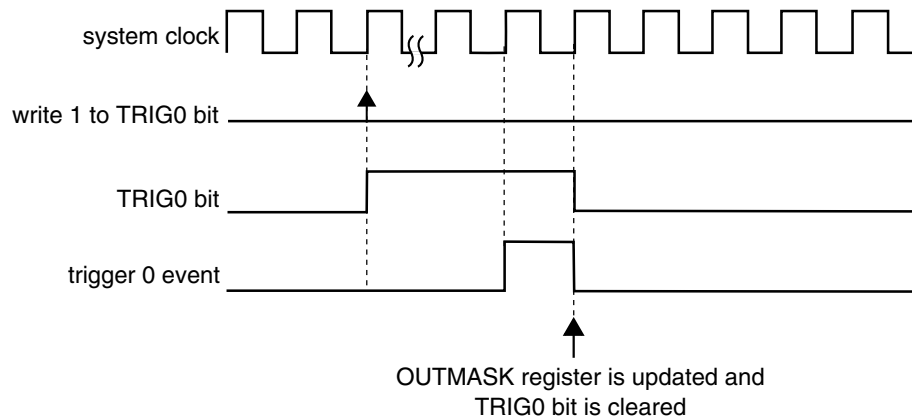 system clock
write 1 to TRIG0 bit
TRIG0 bit
trigger 0 event
OUTMASK register is updated and
TRIG0 bit is cleared